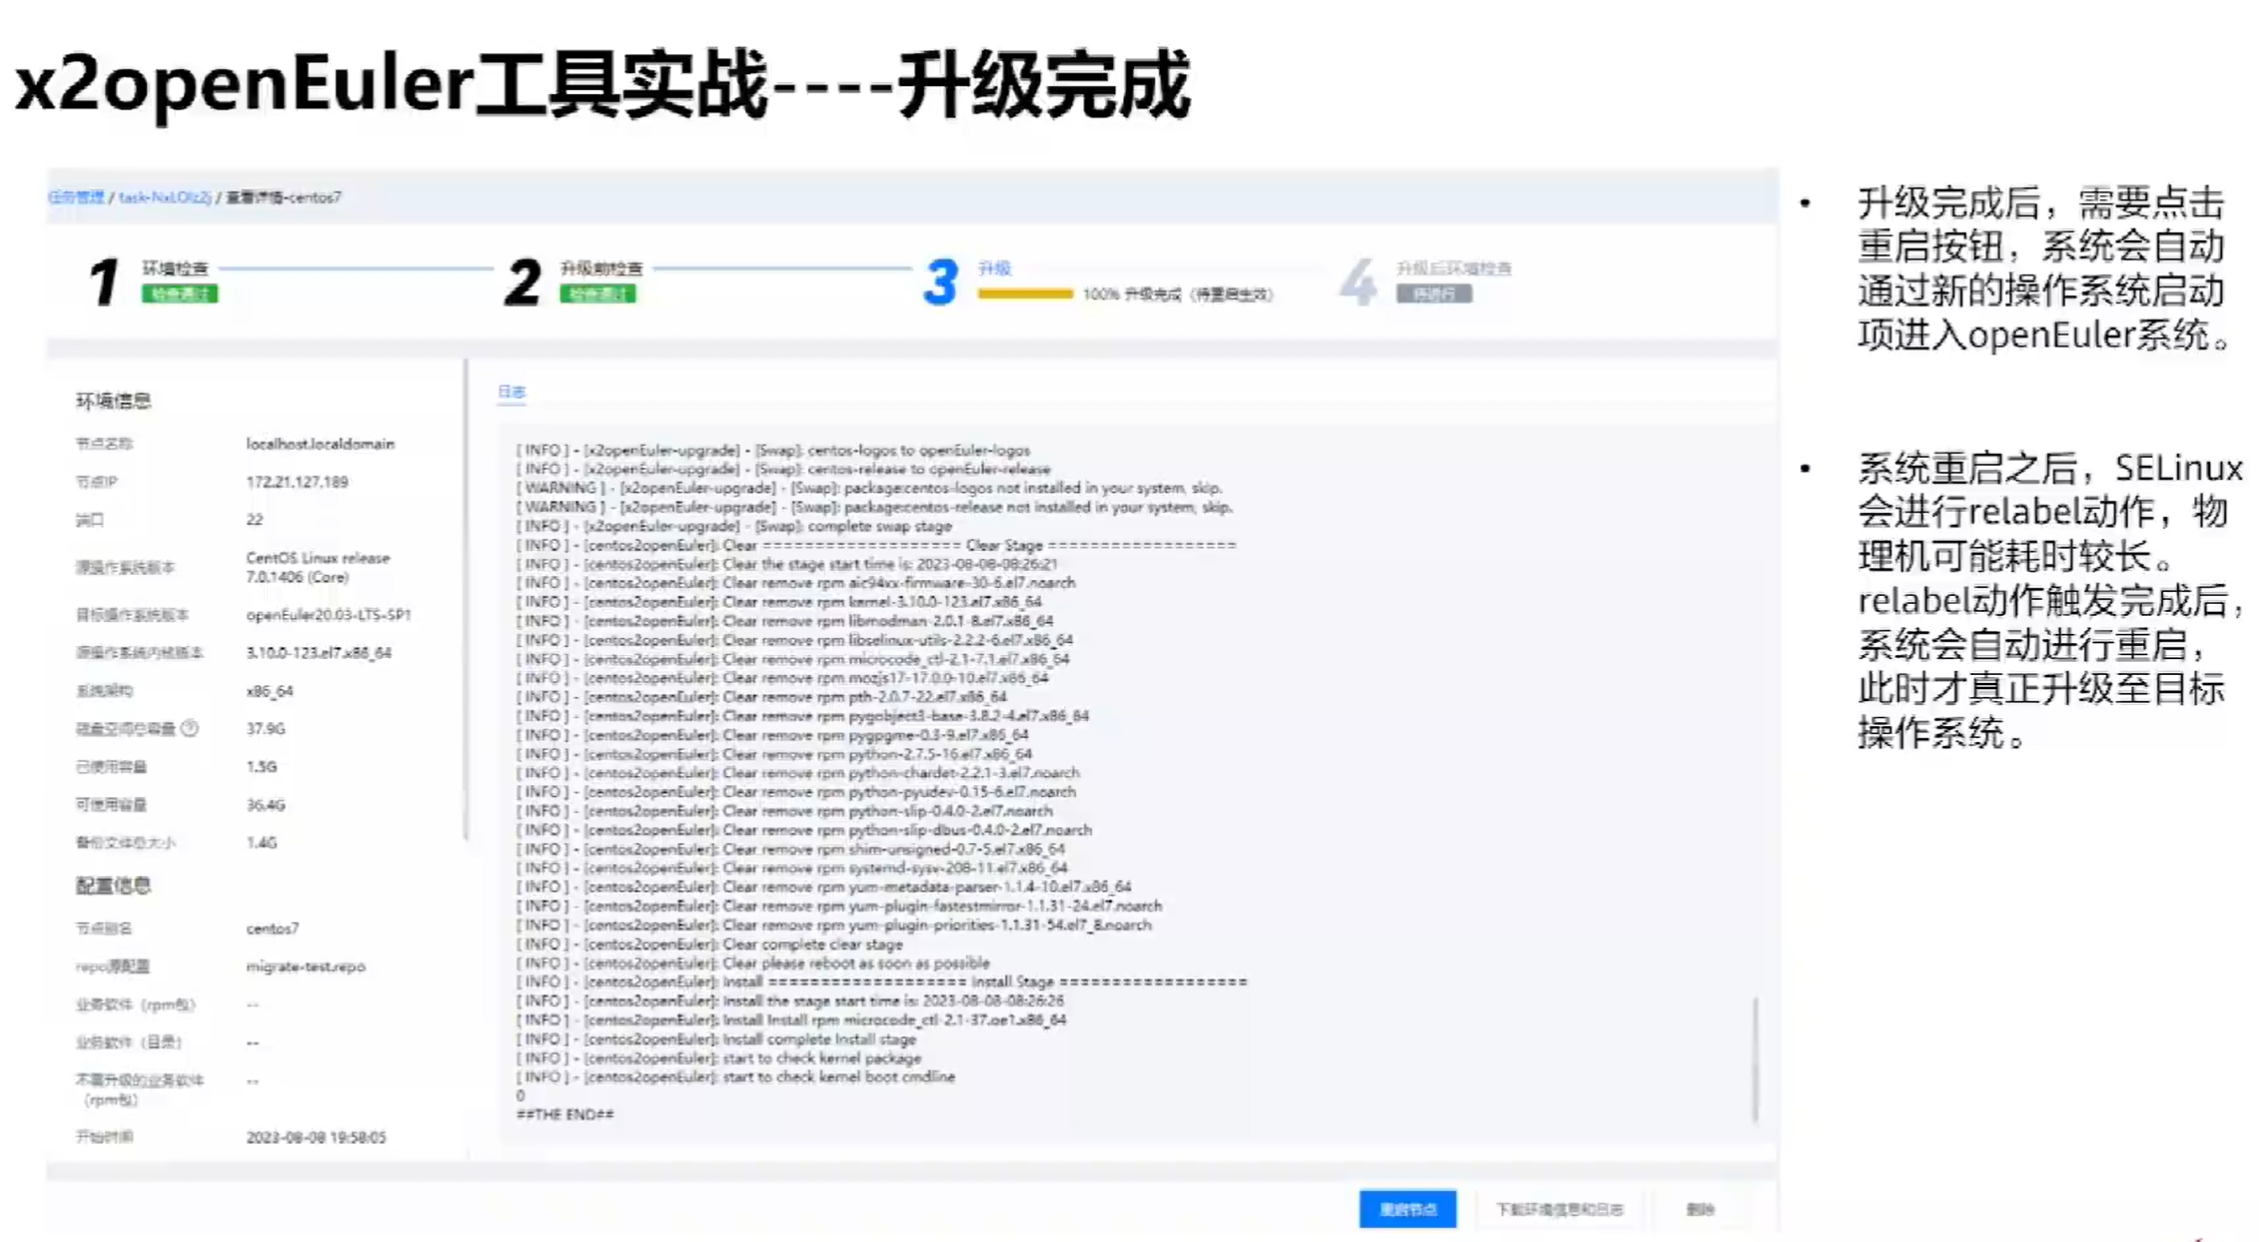 x2openEuler工具实战----升级完成
任务管理 / task-NxLOlz2j / 查看详情-centos7
1 环境检查
检查通过
2 升级前检查
检查通过
3 升级
100% 升级完成（待重启生效）
4 升级后环境检查
待进行
环境信息
节点名称 localhost.localdomain
节点IP 172.21.127.189
端口 22
源操作系统版本 CentOS Linux release
7.0.1406 (Core)
目标操作系统版本 openEuler20.03-LTS-SP1
源操作系统内核版本 3.10.0-123.el7.x86_64
系统架构 x86_64
磁盘空间总容量 37.9G
已使用容量 1.5G
可使用容量 36.4G
备份文件总大小 1.4G
配置信息
节点别名 centos7
repo源配置 migrate-test.repo
业务软件（rpm包） --
业务软件（目录） --
不需升级的业务软件 --
（rpm包）
开始时间 2023-08-08 19:58:05
日志
[ INFO ] - [x2openEuler-upgrade] - [Swap]: centos-logos to openEuler-logos
[ INFO ] - [x2openEuler-upgrade] - [Swap]: centos-release to openEuler-release
[ WARNING ] - [x2openEuler-upgrade] - [Swap]: package:centos-logos not installed in your system, skip.
[ WARNING ] - [x2openEuler-upgrade] - [Swap]: package:centos-release not installed in your system, skip.
[ INFO ] - [x2openEuler-upgrade] - [Swap]: complete swap stage
[ INFO ] - [centos2openEuler]: Clear =================== Clear Stage ==================
[ INFO ] - [centos2openEuler]: Clear the stage start time is: 2023-08-08-08:26:21
[ INFO ] - [centos2openEuler]: Clear remove rpm aic94xx-firmware-30-6.el7.noarch
[ INFO ] - [centos2openEuler]: Clear remove rpm kernel-3.10.0-123.el7.x86_64
[ INFO ] - [centos2openEuler]: Clear remove rpm libmodman-2.0.1-8.el7.x86_64
[ INFO ] - [centos2openEuler]: Clear remove rpm libselinux-utils-2.2.2-6.el7.x86_64
[ INFO ] - [centos2openEuler]: Clear remove rpm microcode_ctl-2.1-7.1.el7.x86_64
[ INFO ] - [centos2openEuler]: Clear remove rpm mozjs17-17.0.0-10.el7.x86_64
[ INFO ] - [centos2openEuler]: Clear remove rpm pth-2.0.7-22.el7.x86_64
[ INFO ] - [centos2openEuler]: Clear remove rpm pygobject3-base-3.8.2-4.el7.x86_64
[ INFO ] - [centos2openEuler]: Clear remove rpm pygpgme-0.3-9.el7.x86_64
[ INFO ] - [centos2openEuler]: Clear remove rpm python-2.7.5-16.el7.x86_64
[ INFO ] - [centos2openEuler]: Clear remove rpm python-chardet-2.2.1-3.el7.noarch
[ INFO ] - [centos2openEuler]: Clear remove rpm python-pyudev-0.15-6.el7.noarch
[ INFO ] - [centos2openEuler]: Clear remove rpm python-slip-0.4.0-2.el7.noarch
[ INFO ] - [centos2openEuler]: Clear remove rpm python-slip-dbus-0.4.0-2.el7.noarch
[ INFO ] - [centos2openEuler]: Clear remove rpm shim-unsigned-0.7-5.el7.x86_64
[ INFO ] - [centos2openEuler]: Clear remove rpm systemd-sysv-208-11.el7.x86_64
[ INFO ] - [centos2openEuler]: Clear remove rpm yum-metadata-parser-1.1.4-10.el7.x86_64
[ INFO ] - [centos2openEuler]: Clear remove rpm yum-plugin-fastestmirror-1.1.31-24.el7.noarch
[ INFO ] - [centos2openEuler]: Clear remove rpm yum-plugin-priorities-1.1.31-54.el7_8.noarch
[ INFO ] - [centos2openEuler]: Clear complete clear stage
[ INFO ] - [centos2openEuler]: Clear please reboot as soon as possible
[ INFO ] - [centos2openEuler]: Install =================== Install Stage ==================
[ INFO ] - [centos2openEuler]: Install the stage start time is: 2023-08-08-08:26:26
[ INFO ] - [centos2openEuler]: Install Install rpm microcode_ctl-2.1-37.oe1.x86_64
[ INFO ] - [centos2openEuler]: Install complete Install stage
[ INFO ] - [centos2openEuler]: start to check kernel package
[ INFO ] - [centos2openEuler]: start to check kernel boot cmdline
0
##THE END##
重启节点 下载环境信息和日志 删除
• 升级完成后，需要点击
重启按钮，系统会自动
通过新的操作系统启动
项进入openEuler系统。
• 系统重启之后，SELinux
会进行relabel动作，物
理机可能耗时较长。
relabel动作触发完成后，
系统会自动进行重启，
此时才真正升级至目标
操作系统。